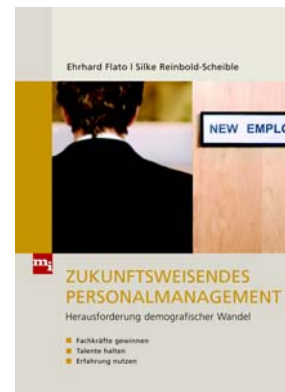 Ehrhard Flato | Silke Reinbold-Scheible
NEW EMPLO
mi
ZUKUNFTSWEISENDES
PERSONALMANAGEMENT
Herausforderung demografischer Wandel
Fachkräfte gewinnen
Talente halten
Erfahrung nutzen